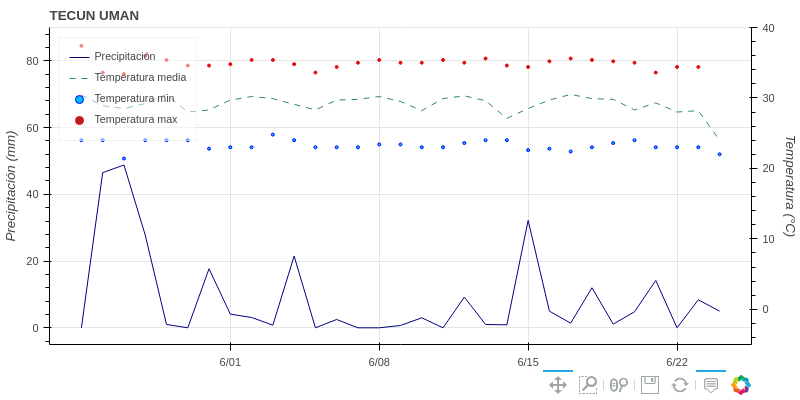 TECUN UMAN
Precipitación
Temperatura media
Temperatura min
Temperatura max
Precipitación (mm)
80
60
40
20
0
Temperatura (°C)
40
30
20
10
0
6/01
6/08
6/15
6/22